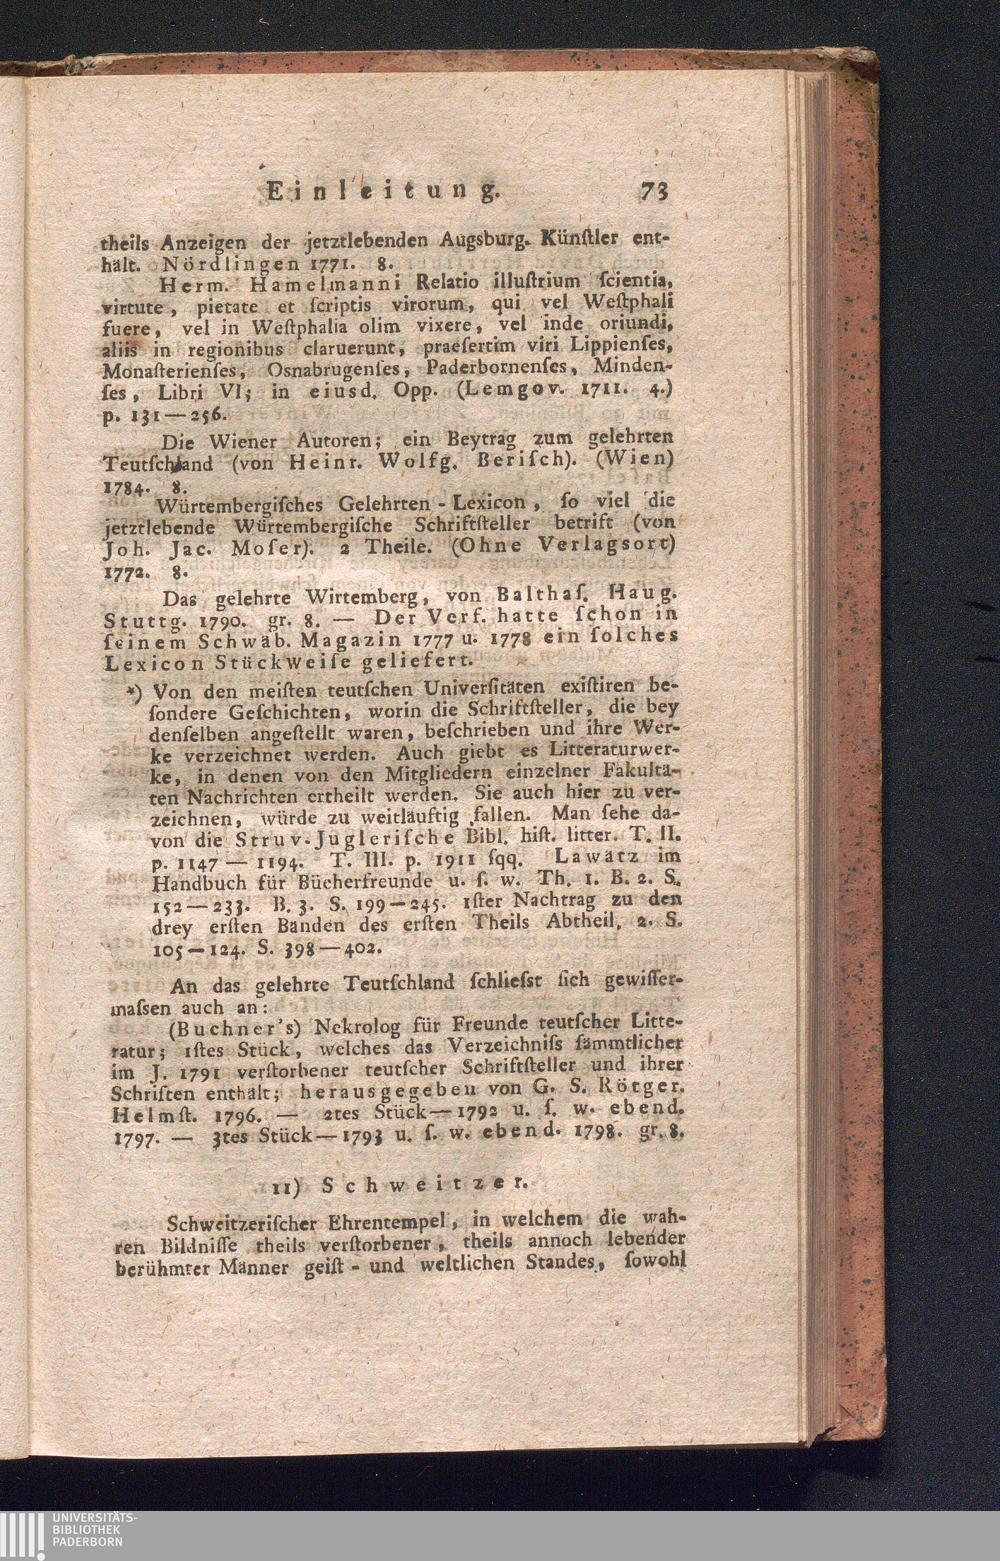 Einleitung. 73
theils Anzeigen der jetztlebenden Augsburg. Künſtler ent-
hält. Nördlingen 1771. 8.
Herm. Hamelmanni Relatio illuſtrium ſcientia,
virtute, pietate et ſcriptis virorum, qui vel Weſtphali
fuere, vel in Weſtphalia olim vixere, vel inde oriundi,
aliis in regionibus claruerunt, praeſertim viri Lippienſes,
Monaſterienſes, Osnabrugenſes, Paderbornenſes, Minden-
ſes, Libri VI; in eiusd. Opp. (Lemgov. 1711. 4.)
p. 131—256.
Die Wiener Autoren; ein Beytrag zum gelehrten
Teutſchland (von Heinr. Wolfg. Beriſch). (Wien)
1784. 8.
Würtembergiſches Gelehrten-Lexicon, ſo viel die
jetztlebende Würtembergiſche Schriftſteller betrift (von
Joh. Jac. Moſer). 2 Theile. (Ohne Verlagsort)
1772. 8.
Das gelehrte Wirtemberg, von Balthaſ. Haug.
Stuttg. 1790. gr. 8. — Der Verf. hatte ſchon in
ſeinem Schwäb. Magazin 1777 u. 1778 ein ſolches
Lexicon Stückweiſe geliefert.
*) Von den meiſten teutſchen Univerſitäten exiſtiren be-
ſondere Geſchichten, worin die Schriftſteller, die bey
denſelben angeſtellt waren, beſchrieben und ihre Wer-
ke verzeichnet werden. Auch giebt es Litteraturwer-
ke, in denen von den Mitgliedern einzelner Fakultä-
ten Nachrichten ertheilt werden. Sie auch hier zu ver-
zeichnen, würde zu weitläuftig fallen. Man ſehe da-
von die Struv-Jugleriſche Bibl. hiſt. litter. T. II.
p. 1147 — 1194. T. III. p. 1911 ſqq. Lawätz im
Handbuch für Bücherfreunde u. ſ. w. Th. 1. B. 2. S.
152—233. B. 3. S. 199—245. 1ſter Nachtrag zu den
drey erſten Bänden des erſten Theils Abtheil. 2. S.
105—124. S. 398—402.
An das gelehrte Teutſchland ſchlieſst ſich gewiſſer-
maſsen auch an:
(Buchner's) Nekrolog für Freunde teutſcher Litte-
ratur; 1ſtes Stück, welches das Verzeichniſs ſämmtlicher
im J. 1791 verſtorbener teutſcher Schriftſteller und ihrer
Schriften enthält; herausgegeben von G. S. Rötger.
Helmſt. 1796. — 2tes Stück—1792 u. ſ. w. ebend.
1797. — 3tes Stück—1793 u. ſ. w. ebend. 1798. gr. 8.
11) Schweitzer.
Schweitzeriſcher Ehrentempel, in welchem die wah-
ren Bildniſſe theils verſtorbener, theils annoch lebender
berühmter Männer geiſt- und weltlichen Standes, ſowohl
UNIVERSITÄTS-
BIBLIOTHEK
PADERBORN